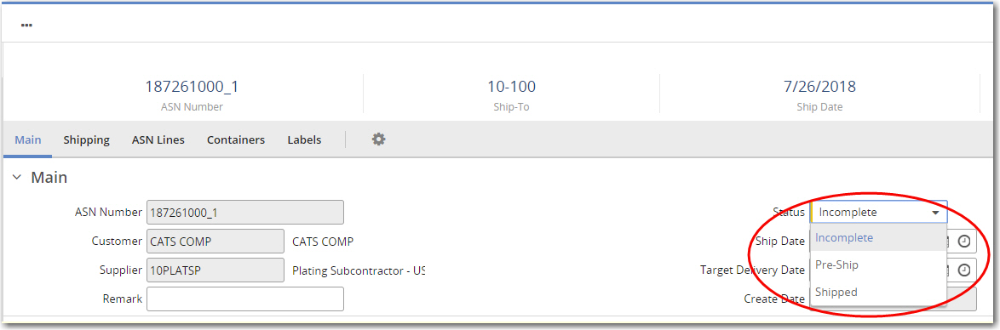 ...
187261000_1 10-100 7/26/2018
ASN Number Ship-To Ship Date
Main Shipping ASN Lines Containers Labels
Main
ASN Number 187261000_1 Status Incomplete
Customer CATS COMP CATS COMP Ship Date Incomplete
Supplier 10PLATSP Plating Subcontractor - US Target Delivery Date Pre-Ship
Remark Create Date Shipped